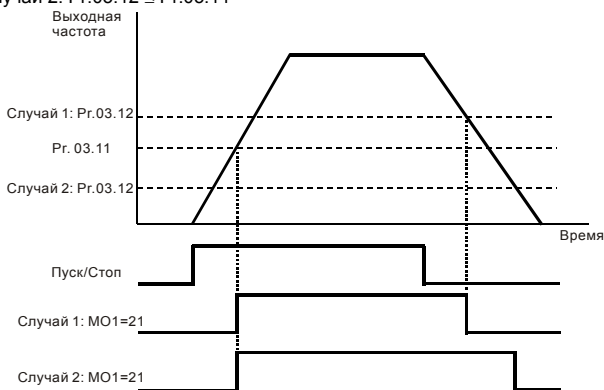 Случай 2: Pr.03.12 ≤ Pr.03.11
Выходная
частота
Случай 1: Pr.03.12
Pr. 03.11
Случай 2: Pr.03.12
Время
Пуск/Стоп
Случай 1: MO1=21
Случай 2: MO1=21